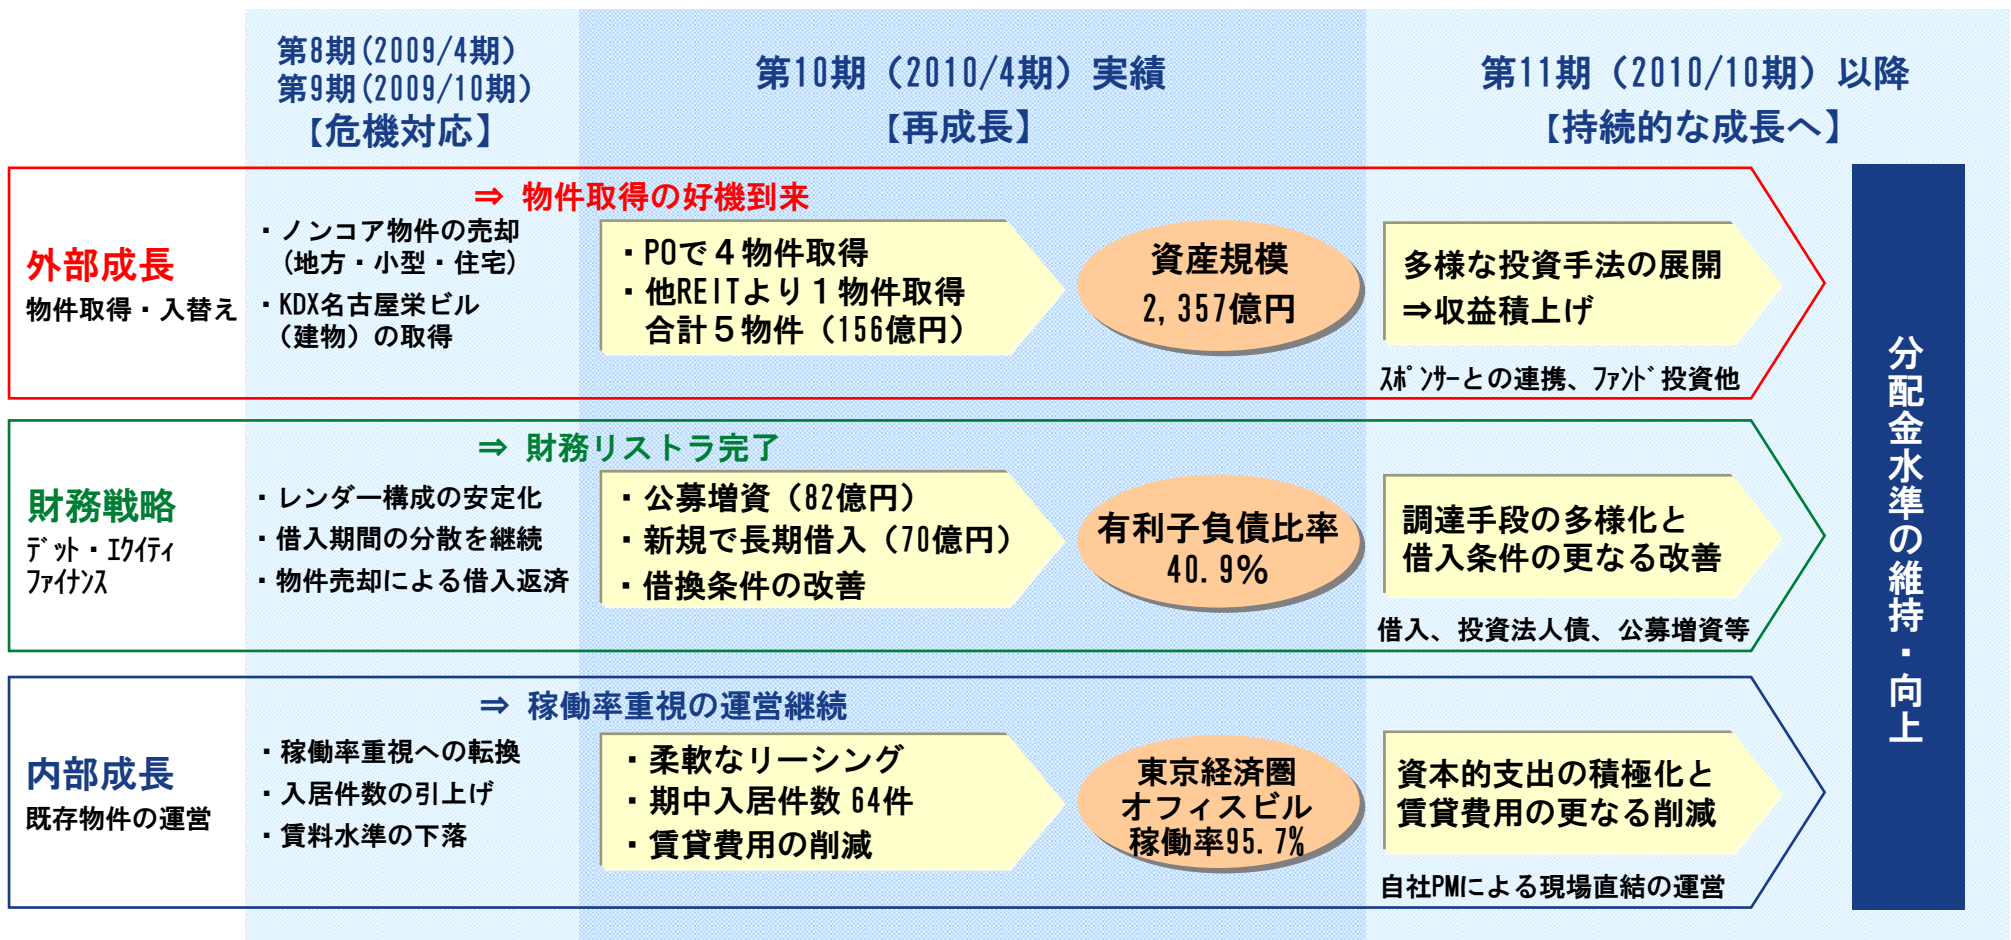 第8期(2009/4期)
第9期(2009/10期)
【危機対応】
第10期（2010/4期）実績
【再成長】
第11期（2010/10期）以降
【持続的な成長へ】
⇒ 物件取得の好機到来
外部成長
物件取得・入替え
・ノンコア物件の売却
（地方・小型・住宅）
・KDX名古屋栄ビル
（建物）の取得
・POで４物件取得
・他REITより１物件取得
合計５物件（156億円）
資産規模
2,357億円
多様な投資手法の展開
⇒収益積上げ
ｽﾎﾟﾝｻｰとの連携、ﾌｧﾝﾄﾞ投資他
⇒ 財務リストラ完了
財務戦略
ﾃﾞｯﾄ・ｴｸｲﾃｨ
ﾌｧｲﾅﾝｽ
・レンダー構成の安定化
・借入期間の分散を継続
・物件売却による借入返済
・公募増資（82億円）
・新規で長期借入（70億円）
・借換条件の改善
有利子負債比率
40.9％
調達手段の多様化と
借入条件の更なる改善
借入、投資法人債、公募増資等
⇒ 稼働率重視の運営継続
内部成長
既存物件の運営
・稼働率重視への転換
・入居件数の引上げ
・賃料水準の下落
・柔軟なリーシング
・期中入居件数 64件
・賃貸費用の削減
東京経済圏
オフィスビル
稼働率95.7%
資本的支出の積極化と
賃貸費用の更なる削減
自社PMによる現場直結の運営
分配金水準の維持・向上